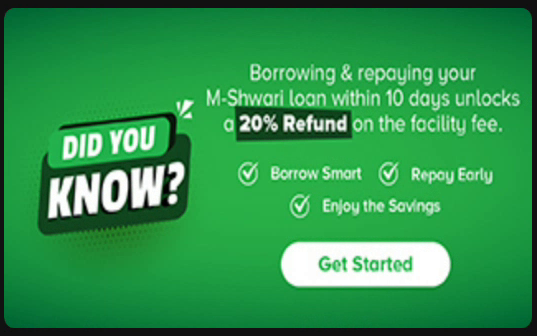 DID YOU
KNOW?
Borrowing & repaying your
M-Shwari loan within 10 days unlocks
a 20% Refund on the facility fee.
Borrow Smart
Repay Early
Enjoy the Savings
Get Started